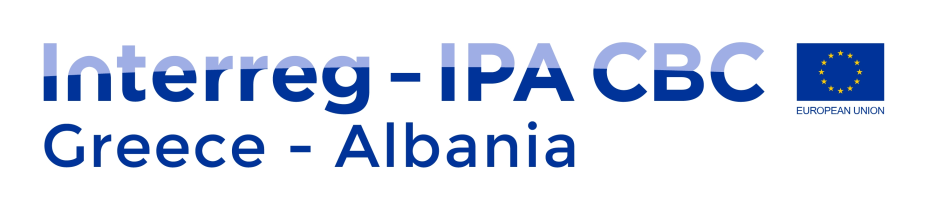 Interreg - IPA CBC
EUROPEAN UNION
Greece - Albania